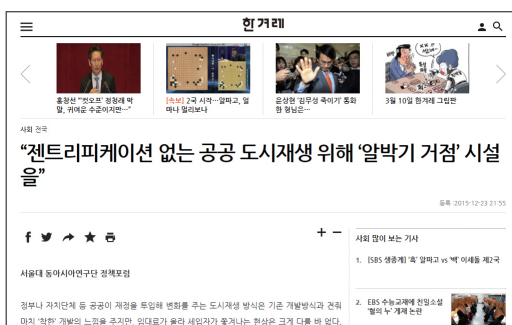 한겨레
홍창선 "'컷오프' 정청래 막
말, 귀여운 수준이지만…"
[속보] 2국 시작…알파고, 얼
마나 멀리보나
윤상현 '김무성 죽이기' 통화
한 형님은…
3월 10일 한겨레 그림판
사회 전국
“젠트리피케이션 없는 공공 도시재생 위해 ‘알박기 거점’ 시설
을”
등록 :2015-12-23 21:55
서울대 동아시아연구단 정책포럼
정부나 자치단체 등 공공이 재정을 투입해 변화를 주는 도시재생 방식은 기존 개발방식과 견줘
마치 '착한' 개발의 느낌을 주지만, 임대료가 올라 세입자가 쫓겨나는 현상은 크게 다를 바 없다.
사회 많이 보는 기사
1. [SBS 생중계] '흑' 알파고 vs '백' 이세돌 제2국
2. EBS 수능교재에 친일소설
'혈의 누' 게재 논란